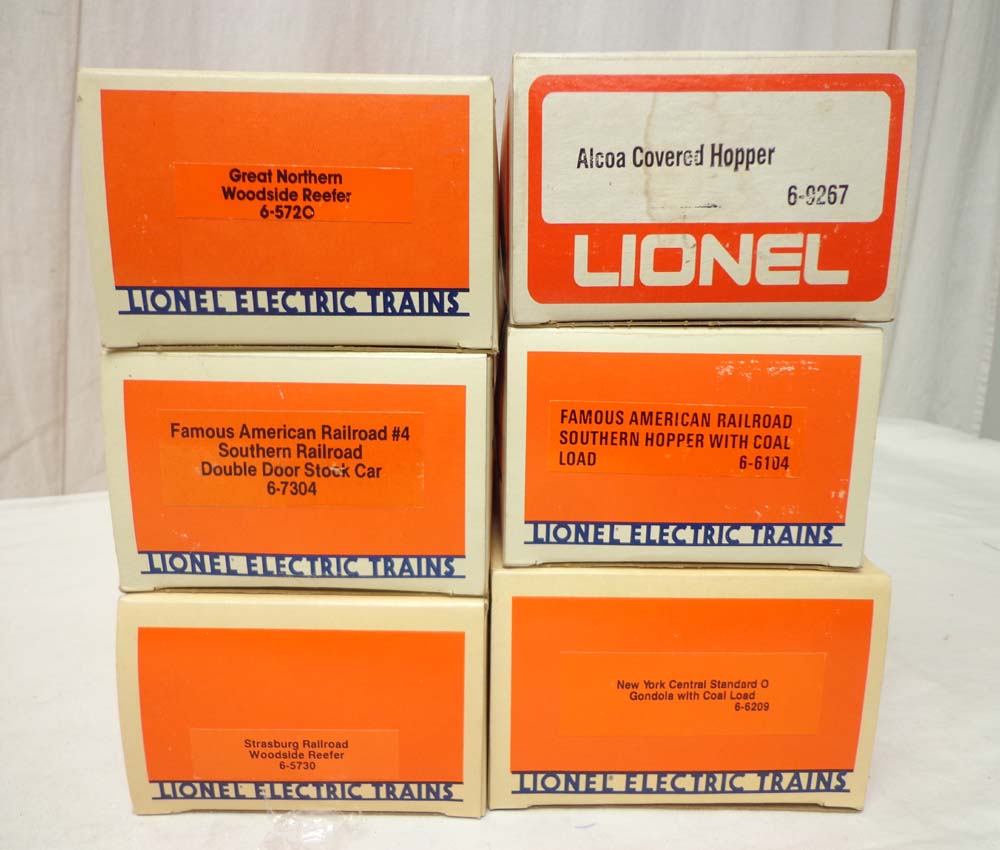 Great Northern
Woodside Reefer
6-5720
LIONEL ELECTRIC TRAINS
Alcoa Covered Hopper
6-9267
LIONEL
Famous American Railroad #4
Southern Railroad
Double Door Stock Car
6-7304
LIONEL ELECTRIC TRAINS
FAMOUS AMERICAN RAILROAD
SOUTHERN HOPPER WITH COAL
LOAD 6-6104
LIONEL ELECTRIC TRAINS
Strasburg Railroad
Woodside Reefer
6-5730
LIONEL ELECTRIC TRAINS
New York Central Standard O
Gondola with Coal Load
6-6209
LIONEL ELECTRIC TRAINS